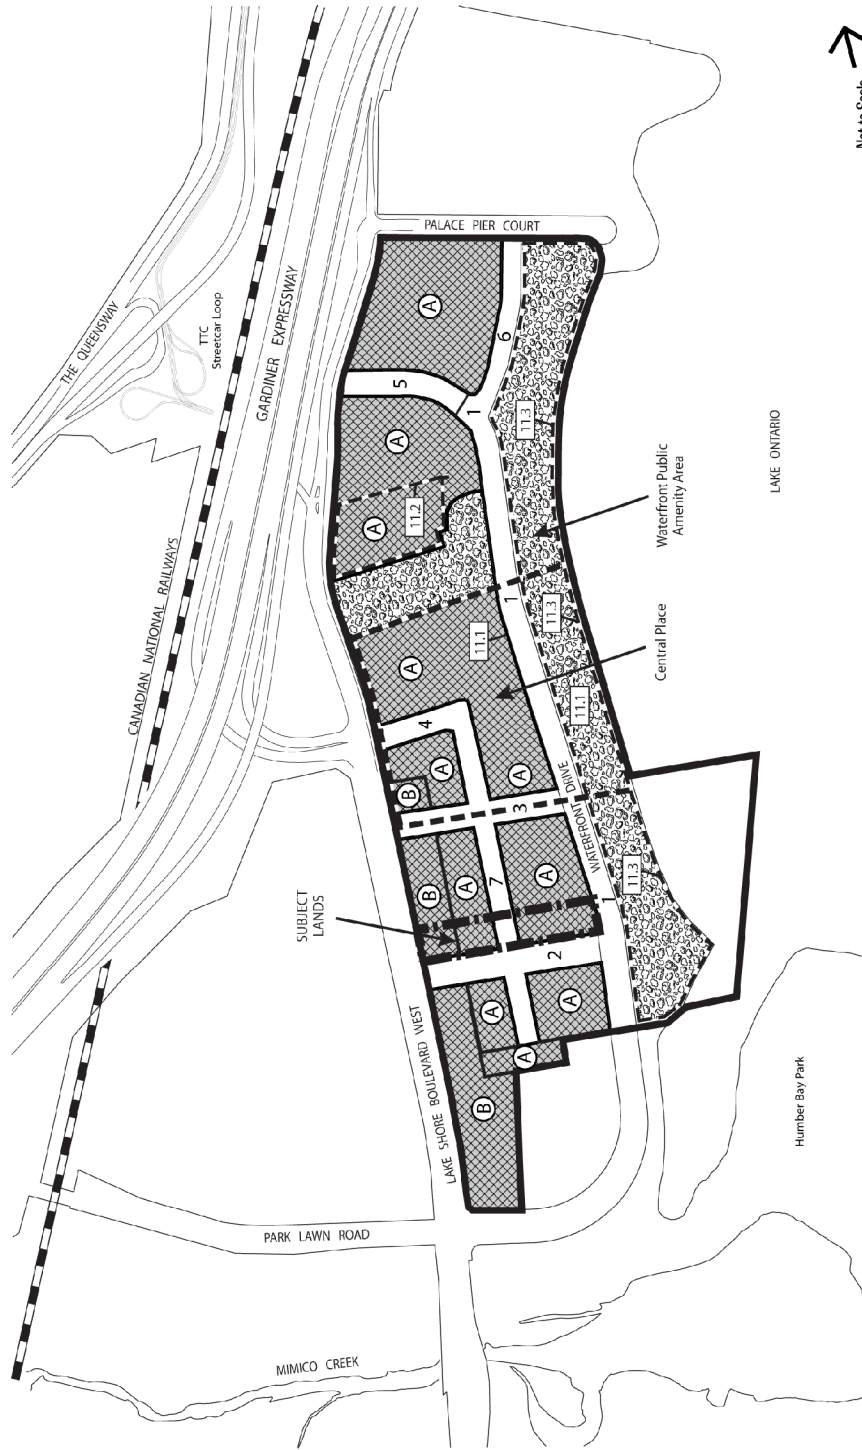 Not to Scale
PALACE PIER COURT
THE QUEENSWAY
TTC
Streetcar Loop
GARDINER EXPRESSWAY
A
6
5
1
A
11.3
LAKE ONTARIO
11.2
A
Waterfront Public
Amenity Area
CANADIAN NATIONAL RAILWAYS
1
11.3
11.1
A
Central Place
11.1
4
A
A
B
3
WATERFRONT DRIVE
B
A
7
A
11.3
1
SUBJECT
LANDS
2
A
A
A
B
LAKE SHORE BOULEVARD WEST
Humber Bay Park
PARK LAWN ROAD
MIMICO CREEK